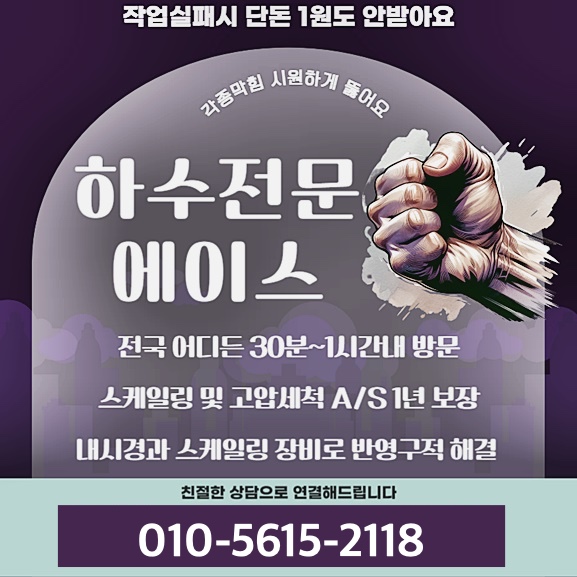 작업실패시 단돈 1원도 안받아요
각종막힘 시원하게 뚫어요
하수전문
에이스
전국 어디든 30분~1시간내 방문
스케일링 및 고압세척 A/S 1년 보장
내시경과 스케일링 장비로 반영구적 해결
친절한 상담으로 연결해드립니다
010-5615-2118